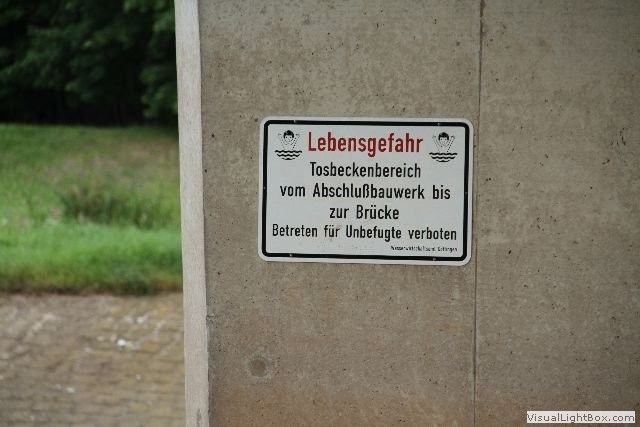 Lebensgefahr
Tosbeckenbereich
vom Abschlußbauwerk bis
zur Brücke
Betreten für Unbefugte verboten
VisualLightBox.com